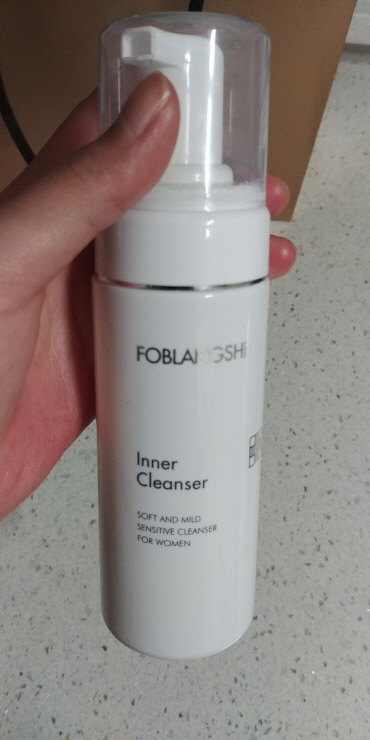 FOBLANGSHI
Inner
Cleanser
SOFT AND MILD
SENSITIVE CLEANSER
FOR WOMEN